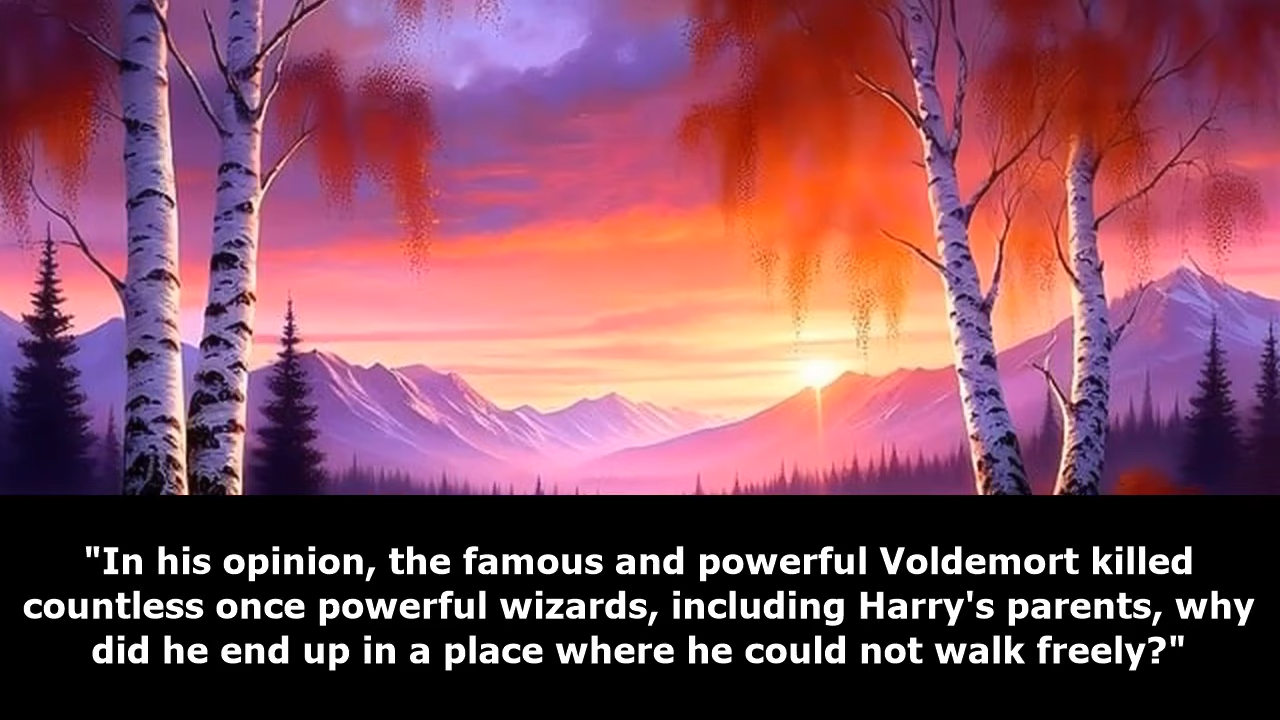 "In his opinion, the famous and powerful Voldemort killed
countless once powerful wizards, including Harry's parents, why
did he end up in a place where he could not walk freely?"